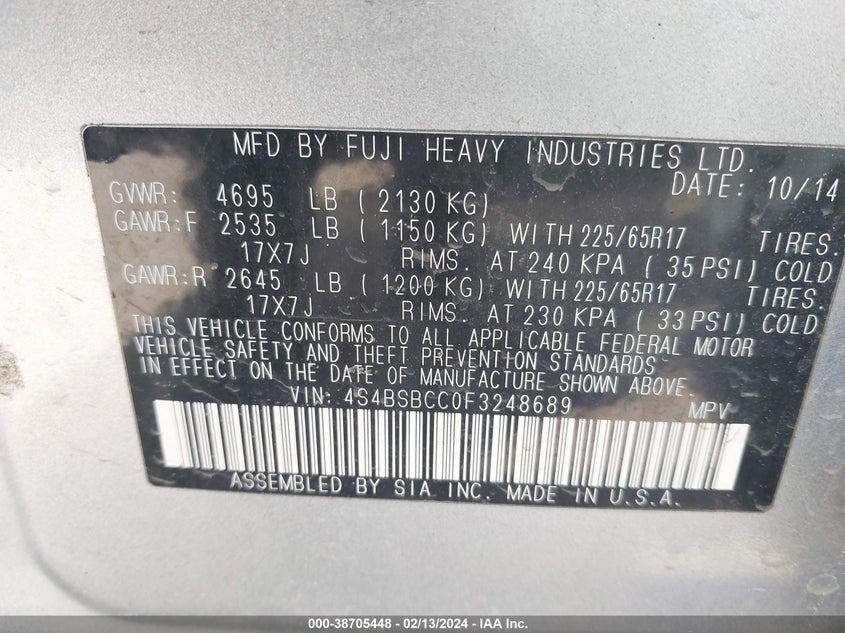 MFD BY FUJI HEAVY INDUSTRIES LTD.
DATE: 10/14
GVWR: 4695 LB ( 2130 KG)
GAWR:F 2535 LB ( 1150 KG) WITH 225/65R17 TIRES.
17X7J RIMS. AT 240 KPA ( 35 PSI) COLD
GAWR:R 2645 LB ( 1200 KG) WITH 225/65R17 TIRES.
17X7J RIMS. AT 230 KPA ( 33 PSI) COLD
THIS VEHICLE CONFORMS TO ALL APPLICABLE FEDERAL MOTOR
VEHICLE SAFETY AND THEFT PREVENTION STANDARDS
IN EFFECT ON THE DATE OF MANUFACTURE SHOWN ABOVE.
VIN: 4S4BSBCC0F3248689 MPV
ASSEMBLED BY SIA INC. MADE IN U.S.A.
000-38705448 - 02/13/2024 - IAA Inc.